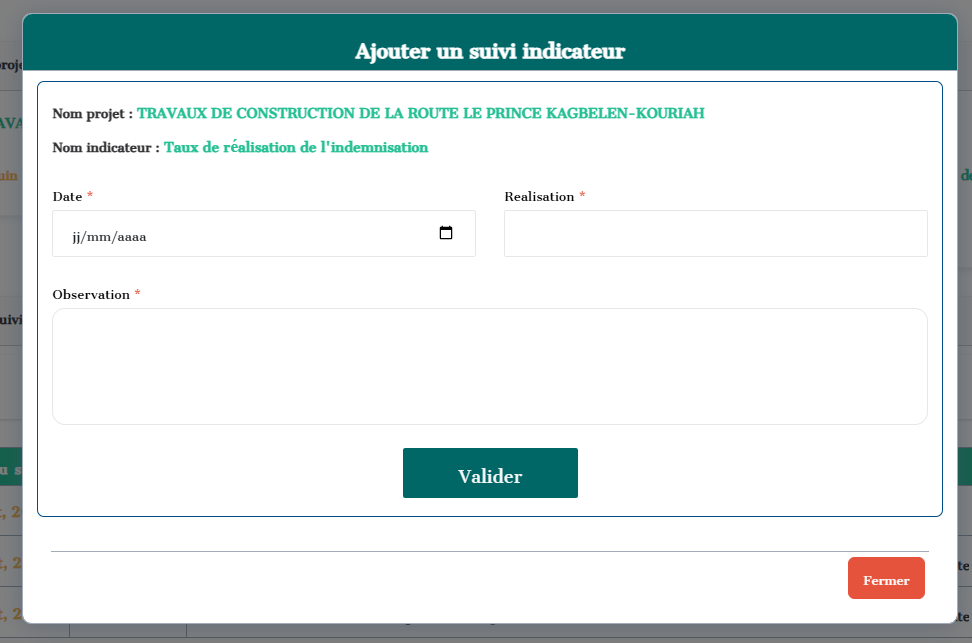 Ajouter un suivi indicateur
Nom projet : TRAVAUX DE CONSTRUCTION DE LA ROUTE LE PRINCE KAGBELEN-KOURIAH
Nom indicateur : Taux de réalisation de l'indemnisation
Date * Realisation *
jj/mm/aaaa
Observation *
Valider
Fermer